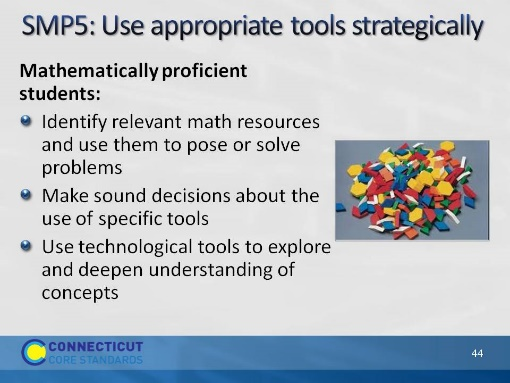 SMP5: Use appropriate tools strategically
Mathematically proficient
students:
Identify relevant math resources
and use them to pose or solve
problems
Make sound decisions about the
use of specific tools
Use technological tools to explore
and deepen understanding of
concepts
CONNECTICUT
CORE STANDARDS
44